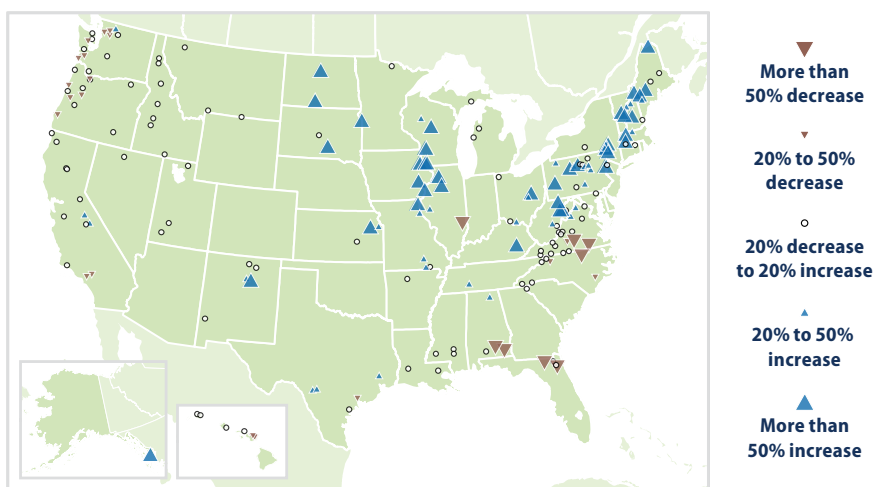 More than
50% decrease
20% to 50%
decrease
20% decrease
to 20% increase
20% to 50%
increase
More than
50% increase